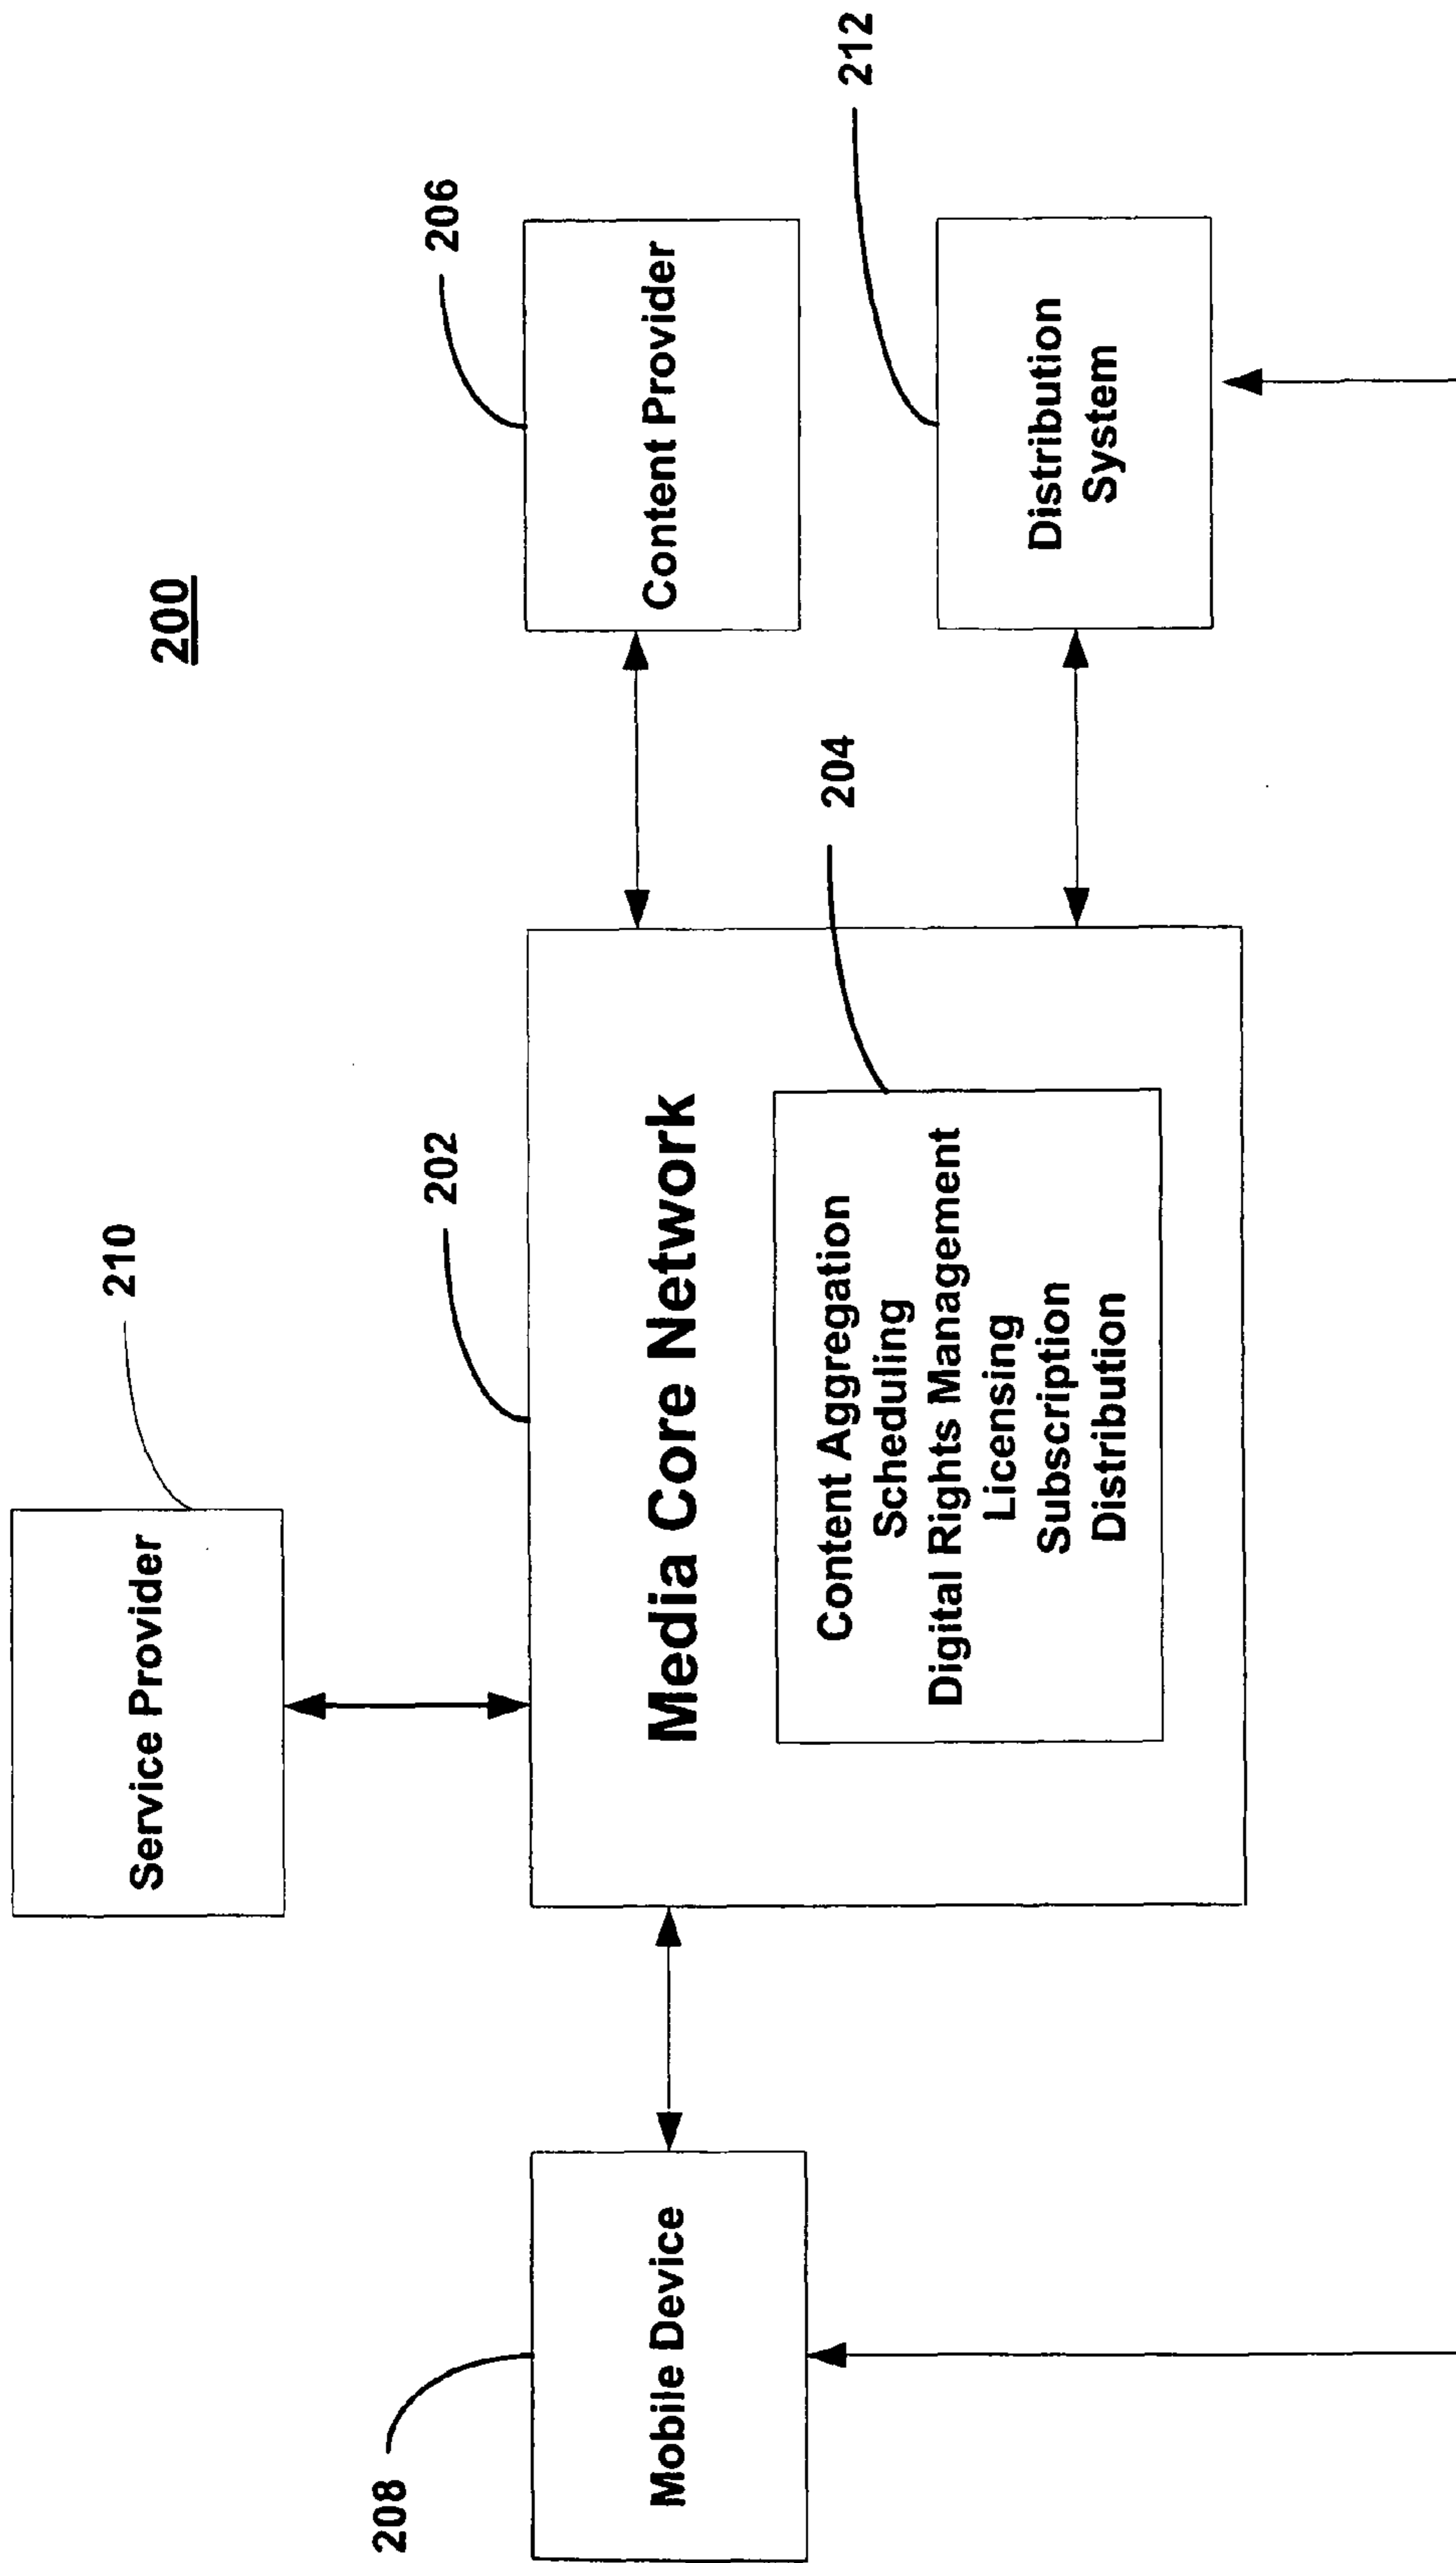 200
210
Service Provider
202
206
208
Mobile Device
Media Core Network
Content Provider
204
212
Content Aggregation
Scheduling
Digital Rights Management
Licensing
Subscription
Distribution
Distribution
System